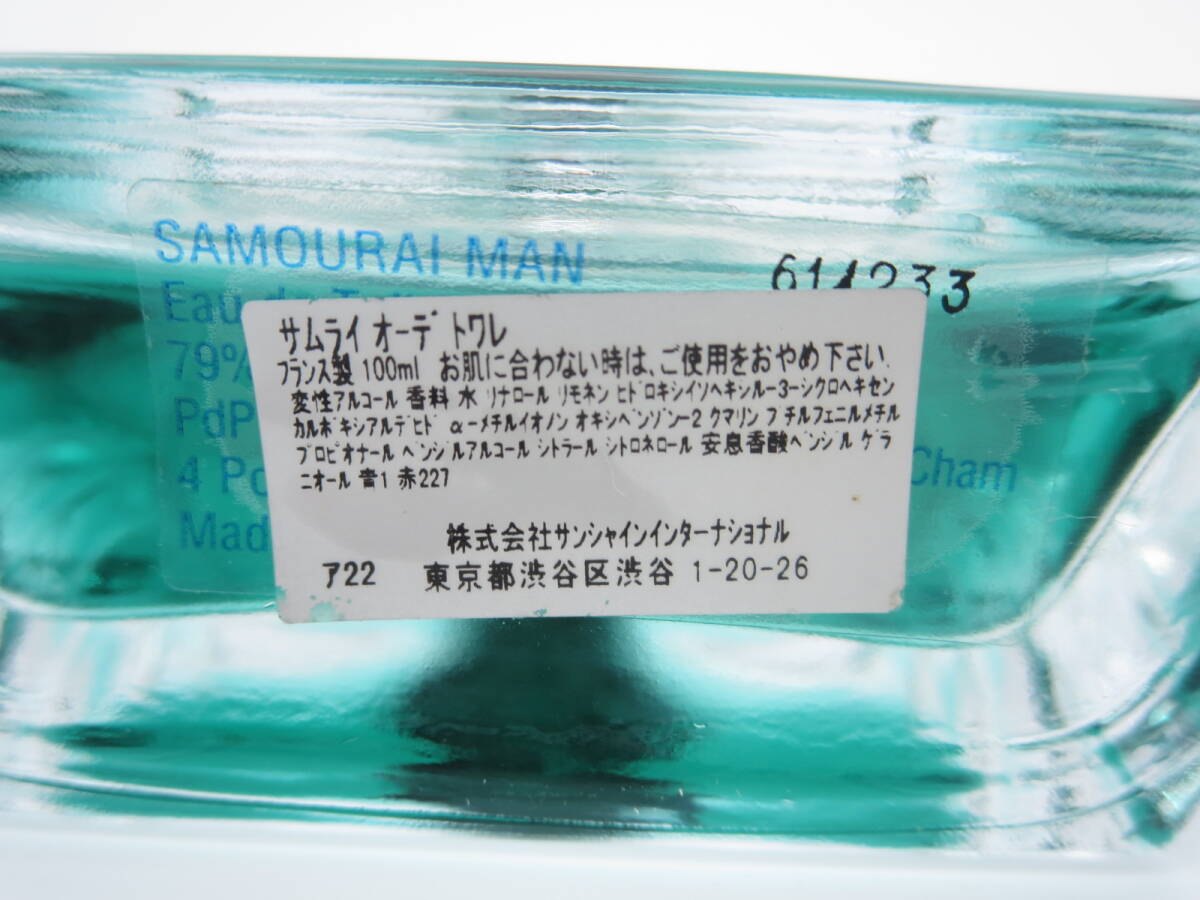 SAMOURAI MAN
614233
Eau de
79%
PdP
4 Po
Cham
Mad
サムライ オーデ トワレ
フランス製 100ml お肌に合わない時は、ご使用をおやめ下さい.
変性アルコール 香料 水 リナロール リモネン ヒドロキシイソヘキシル-3-シクロヘキセン
カルボキシアルデヒド α-メチルイオノン オキシベンゾン-2 クマリン ブチルフェニルメチル
プロピオナール ベンジルアルコール シトラール シトロネロール 安息香酸ベンジル ゲラ
ニオール 青1 赤227
株式会社サンシャインインターナショナル
ア22 東京都渋谷区渋谷 1-20-26